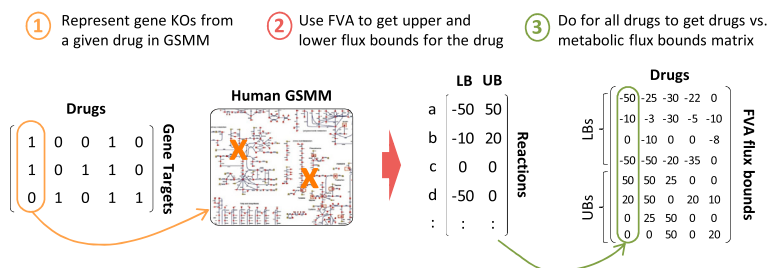 1 Represent gene KOs from
a given drug in GSMM
2 Use FVA to get upper and
lower flux bounds for the drug
3 Do for all drugs to get drugs vs.
metabolic flux bounds matrix
Drugs
1 0 0 1 0
1 0 1 1 0
0 1 0 1 1
Gene Targets
Human GSMM
X
X
LB UB
a -50 50
b -10 20
c 0 0
d -50 0
: : :
Reactions
Drugs
LBs
-50 -25 -30 -22 0
-10 -3 -30 -5 -10
0 -10 0 0 -8
-50 -50 -20 -35 0
UBs
50 50 25 0 0
20 50 0 20 10
0 25 50 0 0
0 0 50 0 20
FVA flux bounds